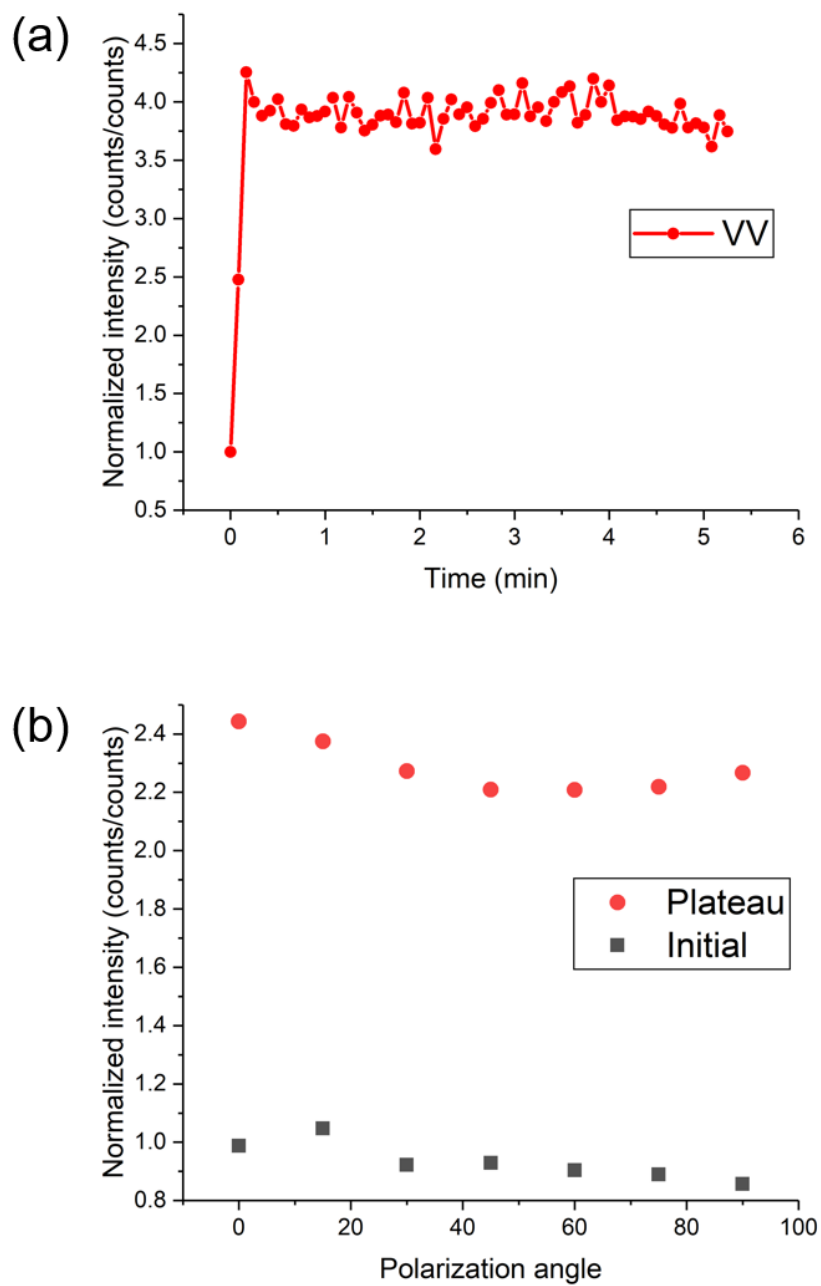 (a)
Normalized intensity (counts/counts)
4.5
4.0
3.5
3.0
2.5
2.0
1.5
1.0
0.5
VV
0 1 2 3 4 5 6
Time (min)
(b)
Normalized intensity (counts/counts)
2.4
2.2
2.0
1.8
1.6
1.4
1.2
1.0
0.8
Plateau
Initial
0 20 40 60 80 100
Polarization angle